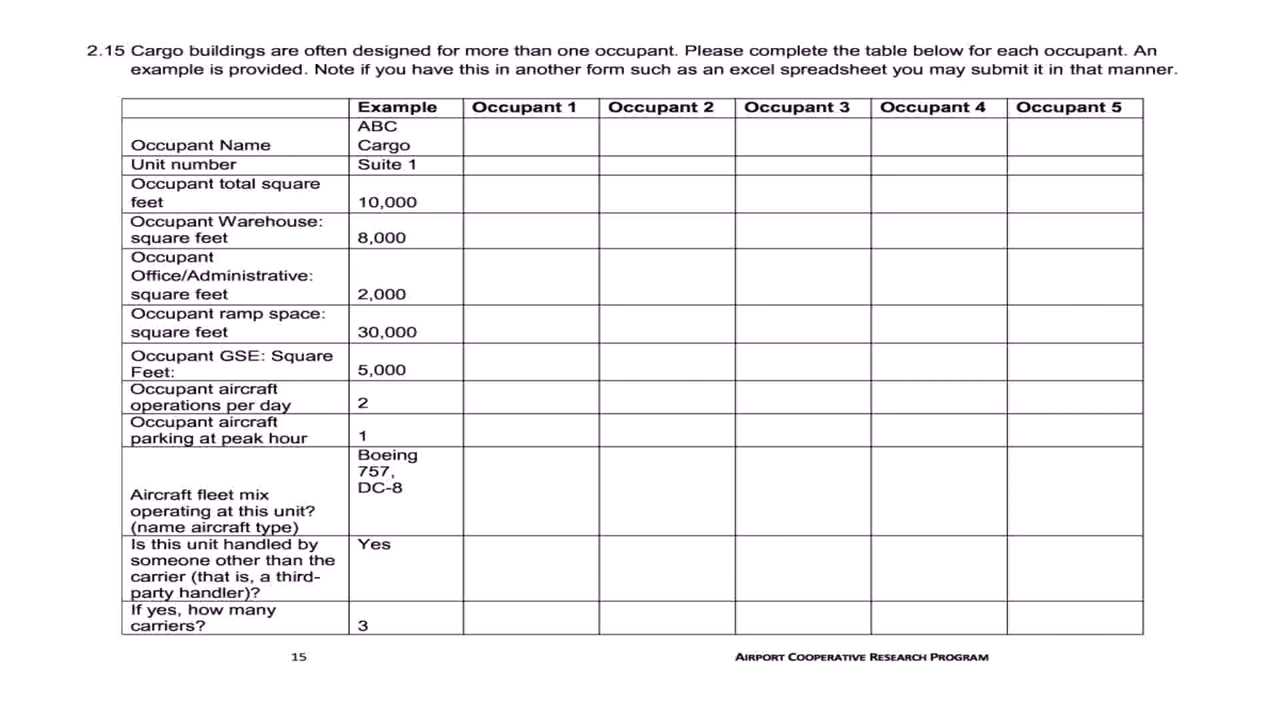 2.15 Cargo buildings are often designed for more than one occupant. Please complete the table below for each occupant. An
example is provided. Note if you have this in another form such as an excel spreadsheet you may submit it in that manner.
Example Occupant 1 Occupant 2 Occupant 3 Occupant 4 Occupant 5
ABC
Occupant Name Cargo
Unit number Suite 1
Occupant total square
feet 10,000
Occupant Warehouse:
square feet 8,000
Occupant
Office/Administrative:
square feet 2,000
Occupant ramp space:
square feet 30,000
Occupant GSE: Square
Feet: 5,000
Occupant aircraft
operations per day 2
Occupant aircraft
parking at peak hour 1
Boeing
757,
DC-8
Aircraft fleet mix
operating at this unit?
(name aircraft type)
Is this unit handled by Yes
someone other than the
carrier (that is, a third-
party handler)?
If yes, how many
carriers? 3
15 AIRPORT COOPERATIVE RESEARCH PROGRAM